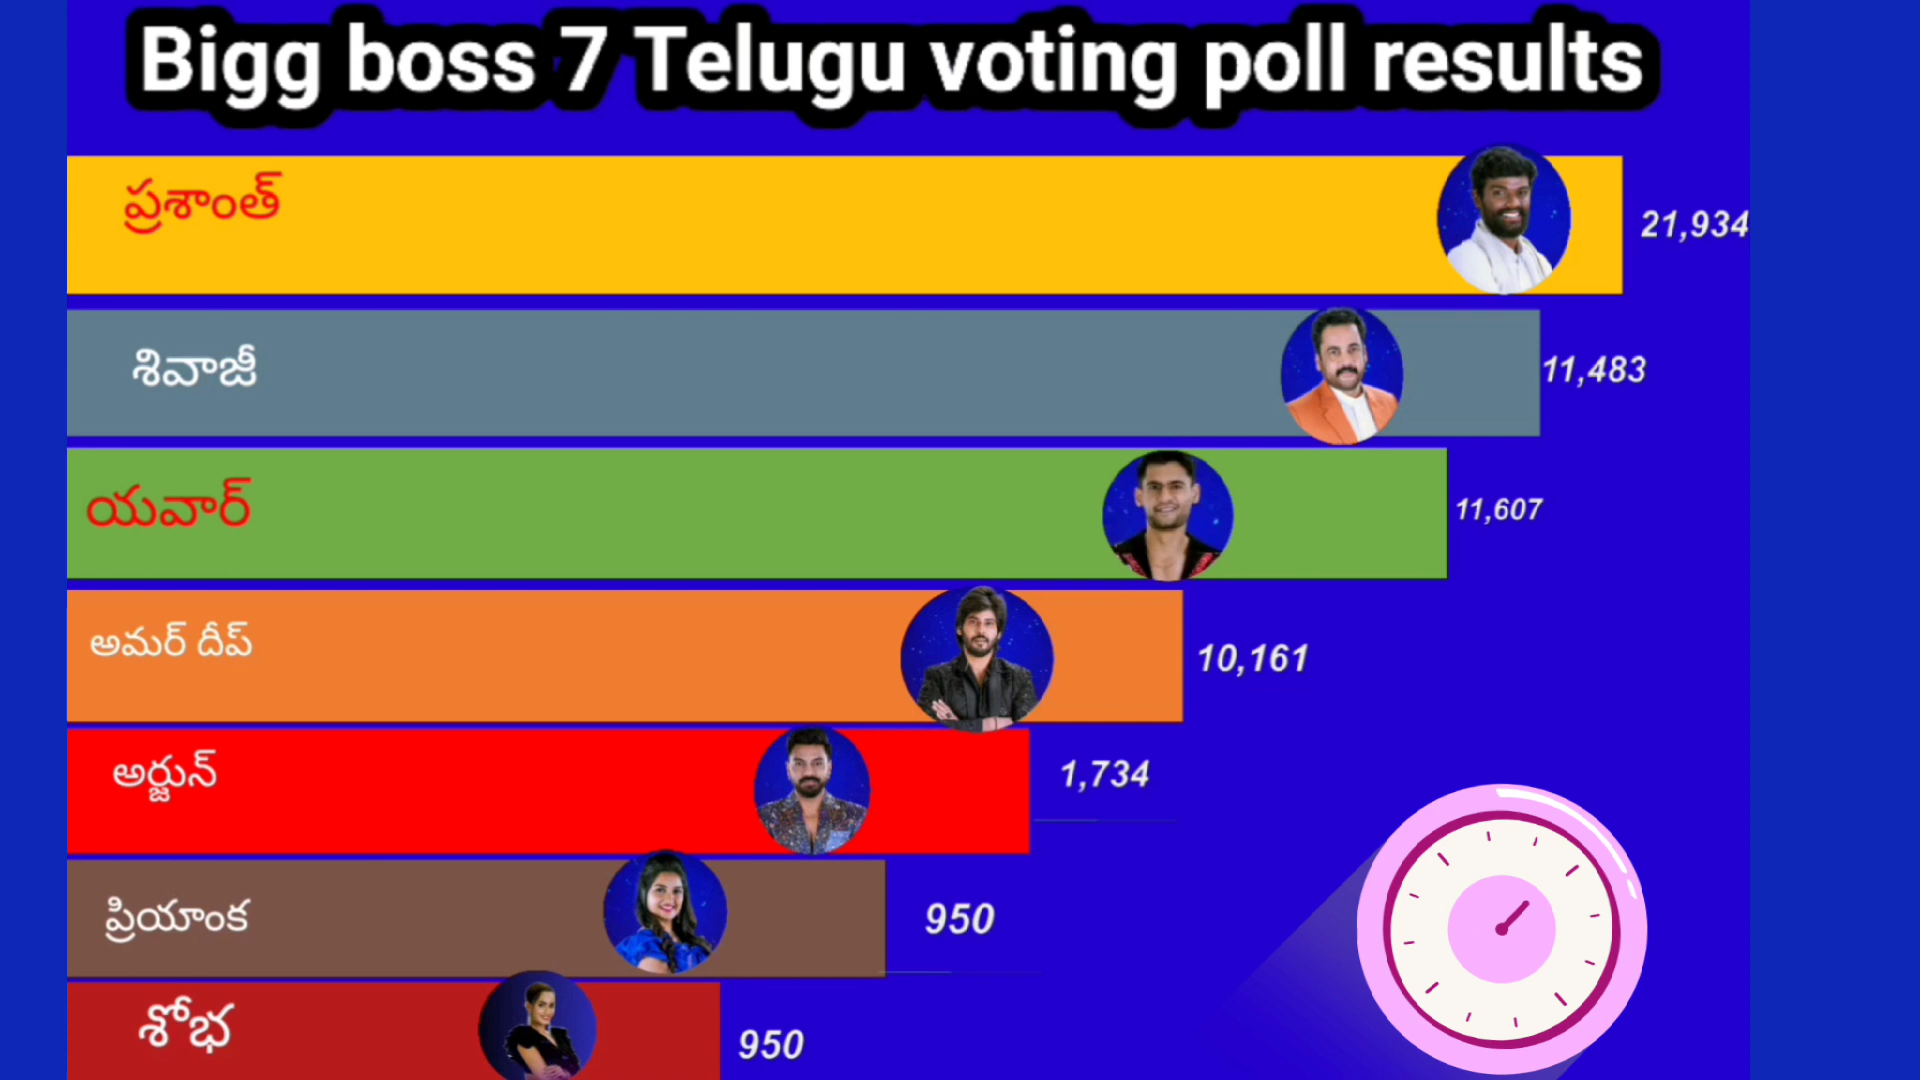 Bigg boss 7 Telugu voting poll results
ప్రశాంత్ 21,934
శివాజీ 11,483
యవార్ 11,607
అమర్ దీప్ 10,161
అర్జున్ 1,734
ప్రియాంక 950
శోభ 950